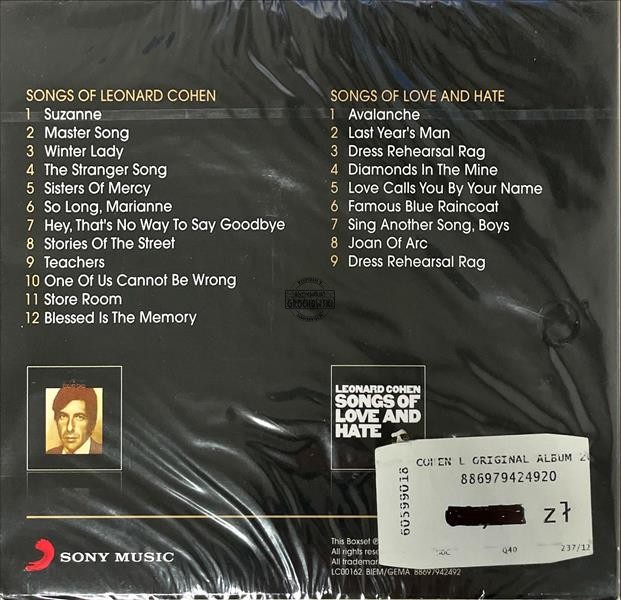 SONGS OF LEONARD COHEN
1 Suzanne
2 Master Song
3 Winter Lady
4 The Stranger Song
5 Sisters Of Mercy
6 So Long, Marianne
7 Hey, That's No Way To Say Goodbye
8 Stories Of The Street
9 Teachers
10 One Of Us Cannot Be Wrong
11 Store Room
12 Blessed Is The Memory
SONGS OF LOVE AND HATE
1 Avalanche
2 Last Year's Man
3 Dress Rehearsal Rag
4 Diamonds In The Mine
5 Love Calls You By Your Name
6 Famous Blue Raincoat
7 Sing Another Song, Boys
8 Joan Of Arc
9 Dress Rehearsal Rag
LEONARD COHEN
SONGS OF
LOVE AND
HATE
COHEN L ORIGINAL ALBUM
886979424920
60599018
zł
Q40
237/12
SONY MUSIC
This Boxset ℗
All rights
All
LC00162 BIEM/GEMA 88697942492